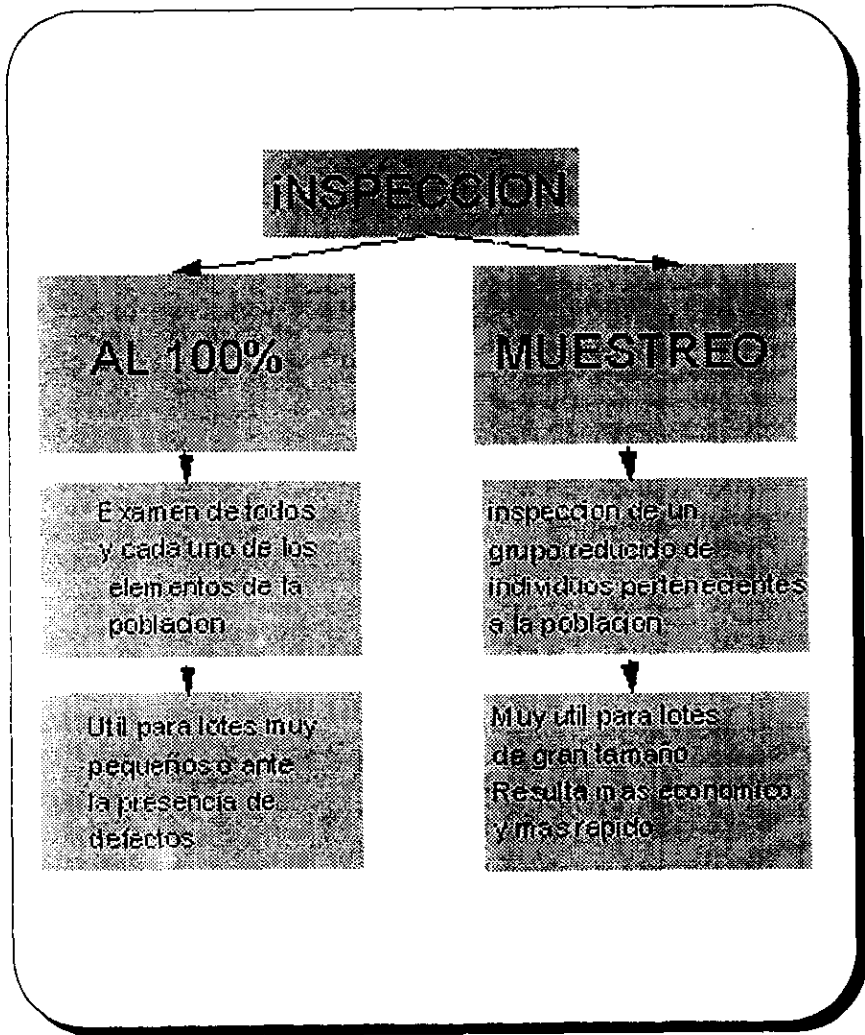 iNSPECCION
AL 100%
MUESTREO
Examen de todos
y cada uno de los
elementos de la
poblacion
inspeccion de un
grupo reducido de
individuos pertenecientes
a la poblacion
Util para lotes muy
pequeños o ante
la presencia de
defectos
Muy util para lotes
de gran tamaño
Resulta mas economico
y mas rapido